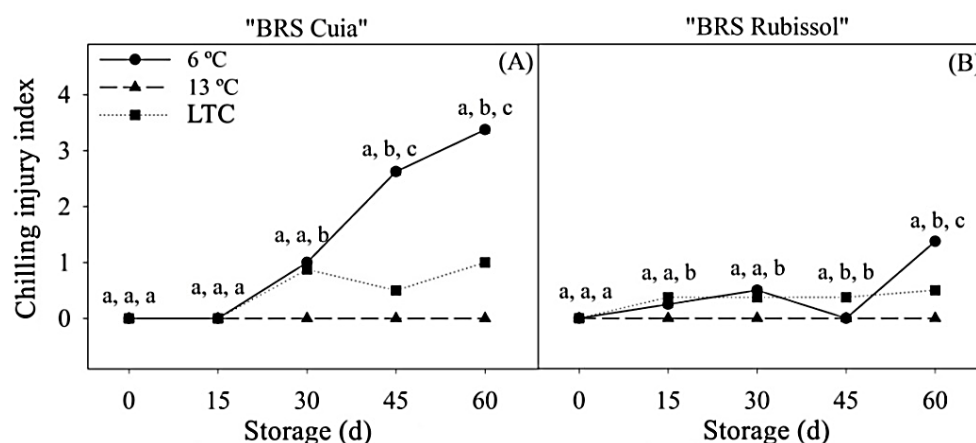 "BRS Cuia"
"BRS Rubissol"
6 ºC
13 ºC
LTC
(A)
(B)
Chilling injury index
4
3
2
1
0
a, a, a
a, a, a
a, a, b
a, b, c
a, b, c
a, a, a
a, a, b
a, a, b
a, b, b
a, b, c
0 15 30 45 60
0 15 30 45 60
Storage (d)
Storage (d)